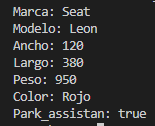 Marca: Seat
Modelo: Leon
Ancho: 120
Largo: 380
Peso: 950
Color: Rojo
Park_assistan: true